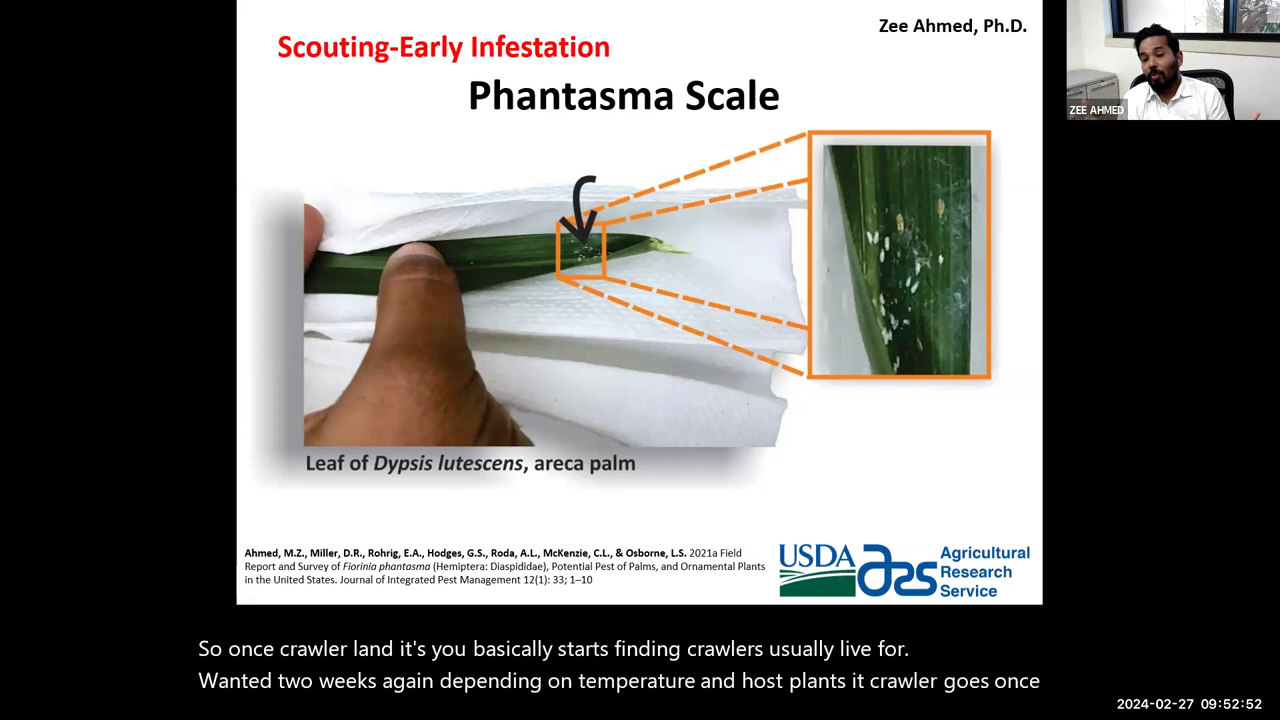 Zee Ahmed, Ph.D.
Scouting-Early Infestation
Phantasma Scale
ZEE AHMED
Leaf of Dypsis lutescens, areca palm
Ahmed, M.Z., Miller, D.R., Rohrig, E.A., Hodges, G.S., Roda, A.L., McKenzie, C.L., & Osborne, L.S. 2021a Field
Report and Survey of Fiorinia phantasma (Hemiptera: Diaspididae), Potential Pest of Palms, and Ornamental Plants
in the United States. Journal of Integrated Pest Management 12(1): 33; 1–10
USDA ars
Agricultural
Research
Service
So once crawler land it's you basically starts finding crawlers usually live for.
Wanted two weeks again depending on temperature and host plants it crawler goes once
2024-02-27 09:52:52